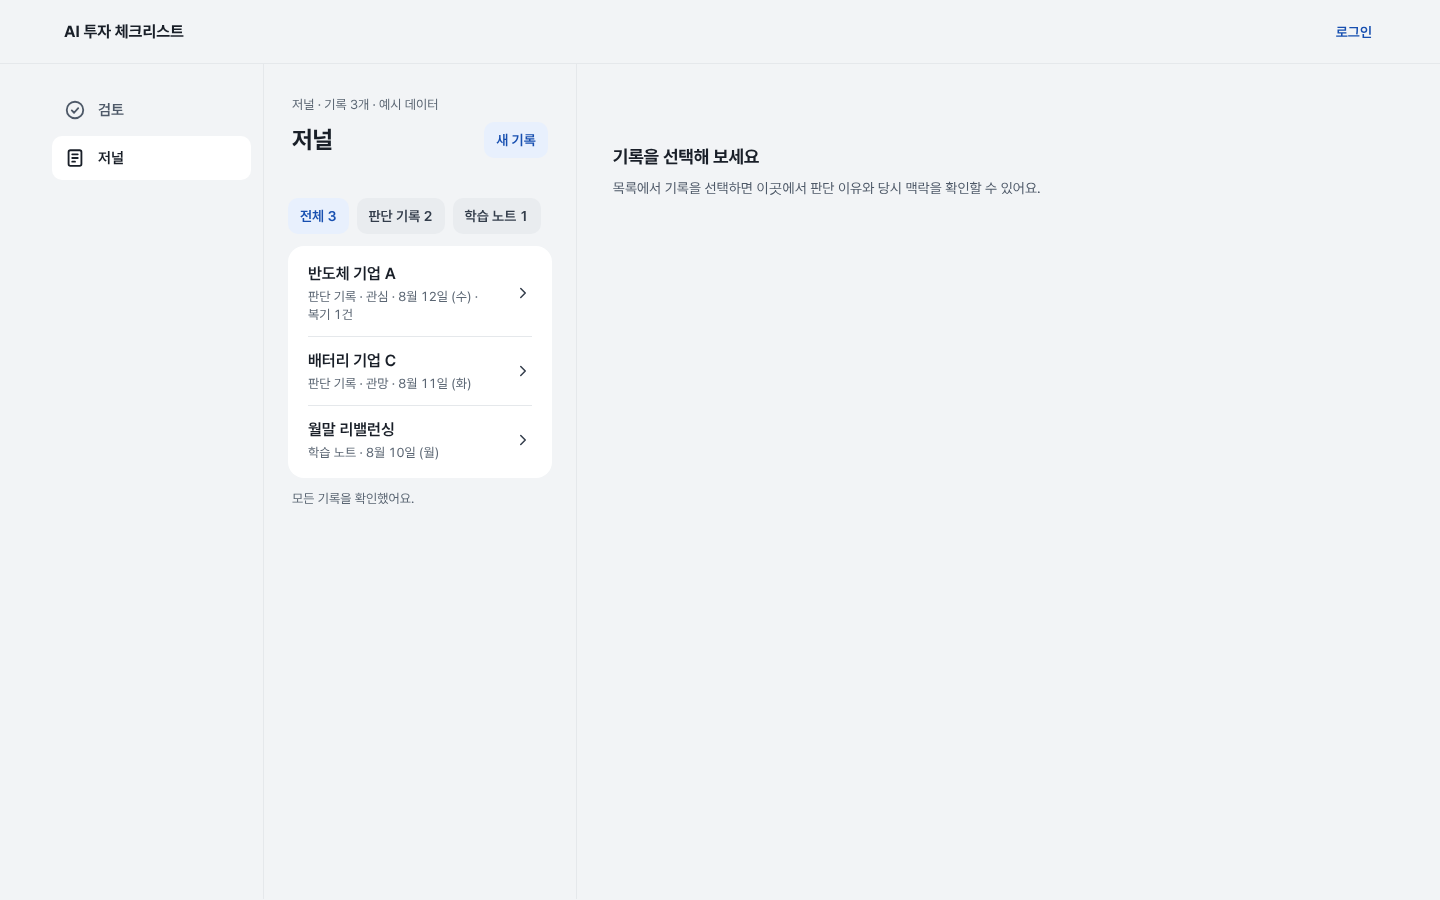 AI 투자 체크리스트
로그인
검토
저널
저널 · 기록 3개 · 예시 데이터
저널
새 기록
전체 3
판단 기록 2
학습 노트 1
반도체 기업 A
판단 기록 · 관심 · 8월 12일 (수) ·
복기 1건
배터리 기업 C
판단 기록 · 관망 · 8월 11일 (화)
월말 리밸런싱
학습 노트 · 8월 10일 (월)
모든 기록을 확인했어요.
기록을 선택해 보세요
목록에서 기록을 선택하면 이곳에서 판단 이유와 당시 맥락을 확인할 수 있어요.